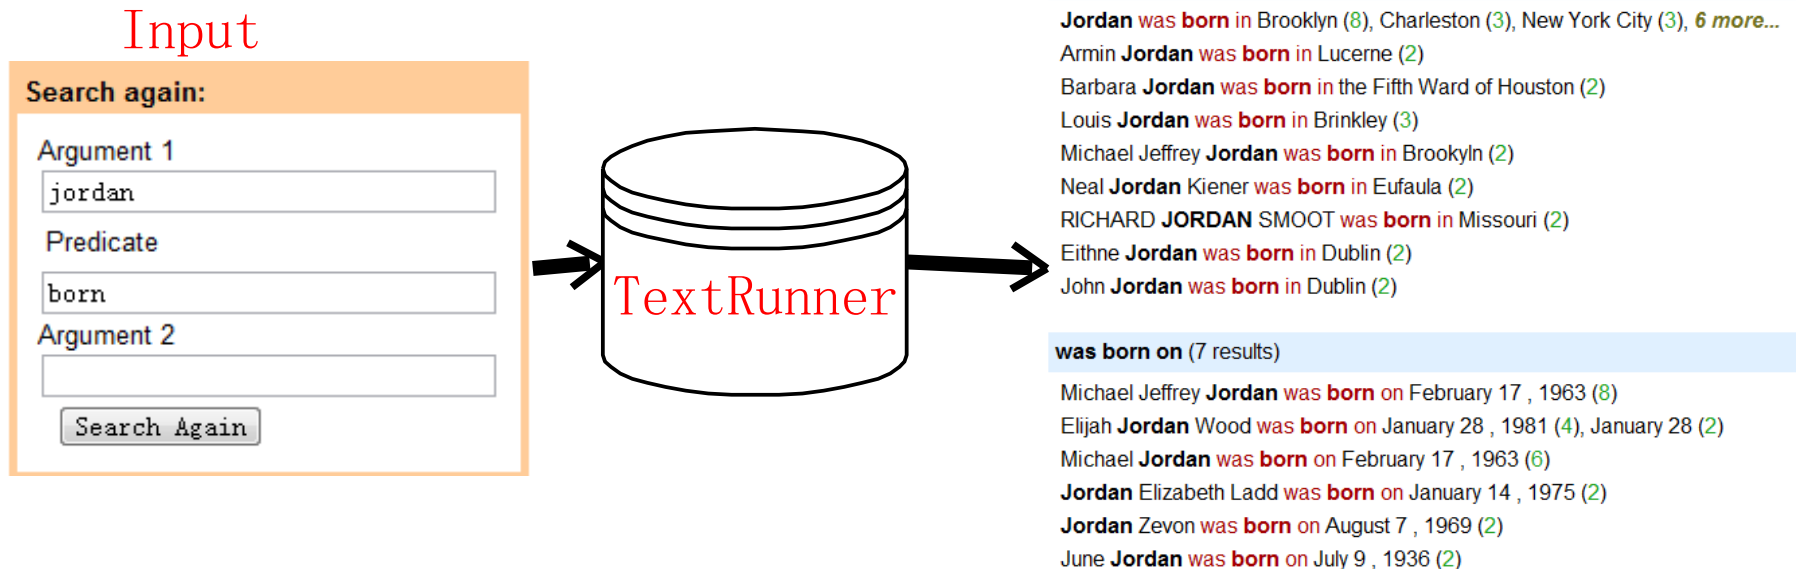 Input
Search again:
Argument 1
jordan
Predicate
born
Argument 2
Search Again
TextRunner
Jordan was born in Brooklyn (8), Charleston (3), New York City (3), 6 more...
Armin Jordan was born in Lucerne (2)
Barbara Jordan was born in the Fifth Ward of Houston (2)
Louis Jordan was born in Brinkley (3)
Michael Jeffrey Jordan was born in Brookyln (2)
Neal Jordan Kiener was born in Eufaula (2)
RICHARD JORDAN SMOOT was born in Missouri (2)
Eithne Jordan was born in Dublin (2)
John Jordan was born in Dublin (2)
was born on (7 results)
Michael Jeffrey Jordan was born on February 17 , 1963 (8)
Elijah Jordan Wood was born on January 28 , 1981 (4), January 28 (2)
Michael Jordan was born on February 17 , 1963 (6)
Jordan Elizabeth Ladd was born on January 14 , 1975 (2)
Jordan Zevon was born on August 7 , 1969 (2)
June Jordan was born on July 9 , 1936 (2)